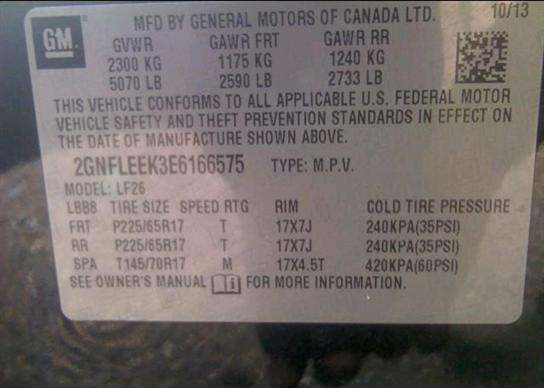 MFD BY GENERAL MOTORS OF CANADA LTD. 10/13
GM
GVWR GAWR FRT GAWR RR
2300 KG 1175 KG 1240 KG
5070 LB 2590 LB 2733 LB
THIS VEHICLE CONFORMS TO ALL APPLICABLE U.S. FEDERAL MOTOR
VEHICLE SAFETY AND THEFT PREVENTION STANDARDS IN EFFECT ON
THE DATE OF MANUFACTURE SHOWN ABOVE.
2GNFLEEK3E6166575 TYPE: M.P.V.
MODEL: LF26
LBB8 TIRE SIZE SPEED RTG RIM COLD TIRE PRESSURE
FRT P225/65R17 T 17X7J 240KPA(35PSI)
RR P225/65R17 T 17X7J 240KPA(35PSI)
SPA T145/70R17 M 17X4.5T 420KPA(60PSI)
SEE OWNER'S MANUAL i FOR MORE INFORMATION.